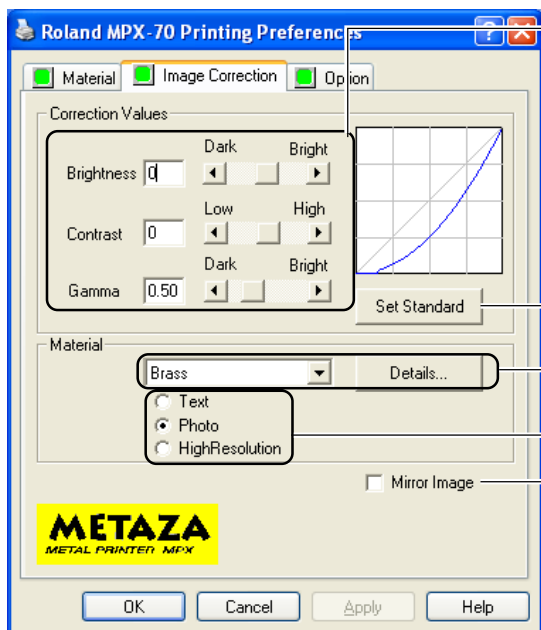 Roland MPX-70 Printing Preferences
Material Image Correction Option
Correction Values
Dark Bright
Brightness 0
Low High
Contrast 0
Dark Bright
Gamma 0.50
Set Standard
Material
Brass Details...
Text
Photo
HighResolution
Mirror Image
METAZA
METAL PRINTER MPX
OK Cancel Apply Help